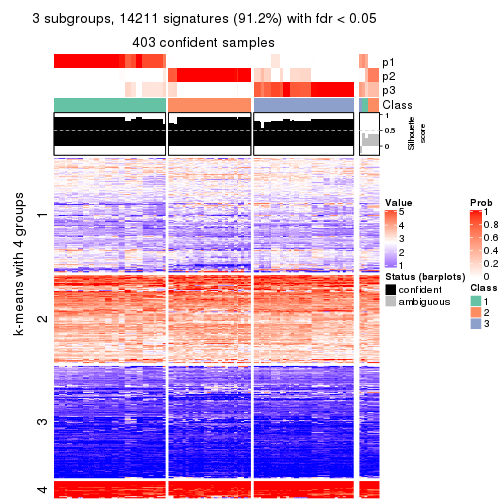 3 subgroups, 14211 signatures (91.2%) with fdr < 0.05
403 confident samples
p1
p2
p3
Class
1
0.5
0
Silhouette
score
k-means with 4 groups
1
2
3
4
Value
5
4
3
2
1
Status (barplots)
confident
ambiguous
Prob
1
0.8
0.6
0.4
0.2
0
Class
1
2
3